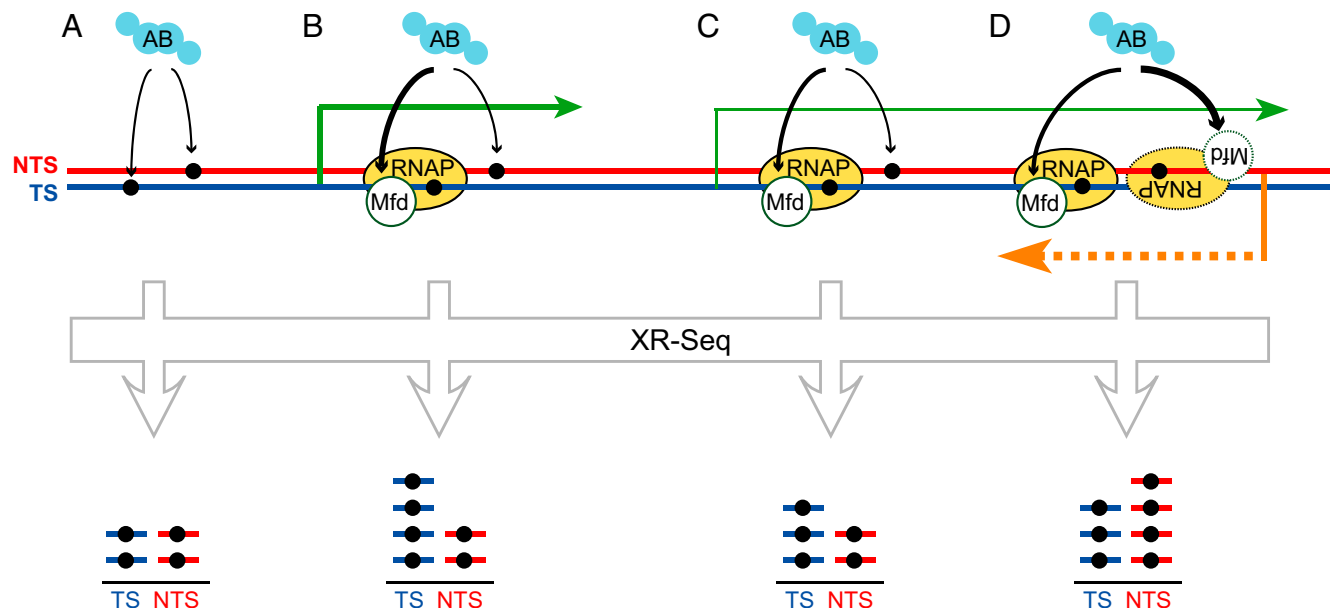 A B C D
AB AB AB AB
NTS RNAP RNAP RNAP Mfd
TS Mfd Mfd Mfd RNAP
XR-Seq
TS NTS TS NTS TS NTS TS NTS